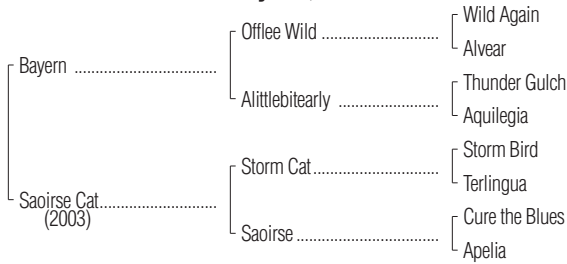 Wild Again
Offlee Wild ..............................
Alvear
Bayern ....................................
Thunder Gulch
Alittlebitearly .........................
Aquilegia
Storm Bird
Storm Cat................................
Terlingua
Saoirse Cat..............................
(2003)
Cure the Blues
Saoirse ....................................
Apelia